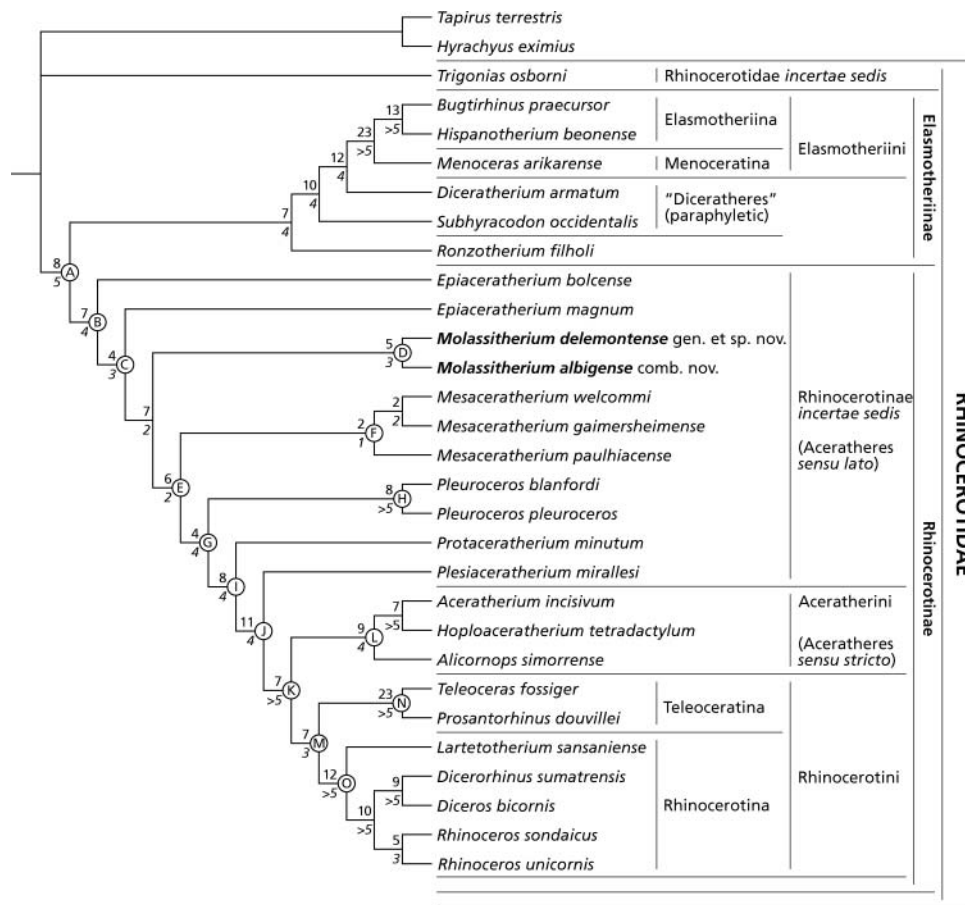 Tapirus terrestris
Hyrachyus eximius
Trigonias osborni Rhinocerotidae incertae sedis
Bugtirhinus praecursor
Hispanotherium beonense
Elasmotheriina
Menoceras arikarense Menoceratina
Elasmotheriini
Diceratherium armatum
Subhyracodon occidentalis
"Diceratheres"
(paraphyletic)
Ronzotherium filholi
Elasmotheriinae
Epiaceratherium bolcense
Epiaceratherium magnum
Molassitherium delemontense gen. et sp. nov.
Molassitherium albigense comb. nov.
Mesaceratherium welcommi
Mesaceratherium gaimersheimense
Mesaceratherium paulhiacense
Pleuroceros blanfordi
Pleuroceros pleuroceros
Protaceratherium minutum
Plesiaceratherium mirallesi
Rhinocerotinae
incertae sedis
(Aceratheres
sensu lato)
Aceratherium incisivum
Hoploaceratherium tetradactylum
Alicornops simorrense
Aceratherini
(Aceratheres
sensu stricto)
Teleoceras fossiger
Prosantorhinus douvillei
Teleoceratina
Lartetotherium sansaniense
Dicerorhinus sumatrensis
Diceros bicornis
Rhinoceros sondaicus
Rhinoceros unicornis
Rhinocerotina
Rhinocerotini
Rhinocerotinae
RHINOCEROTIDAE
13
>5
23
>5
12
4
10
4
7
4
8
5
A
7
4
B
4
3
C
5
3
D
7
2
6
2
E
2
1
F
2
2
4
4
G
8
>5
H
8
4
I
11
4
J
7
>5
K
9
4
L
7
>5
7
3
M
23
>5
N
12
>5
O
10
>5
9
>5
5
3